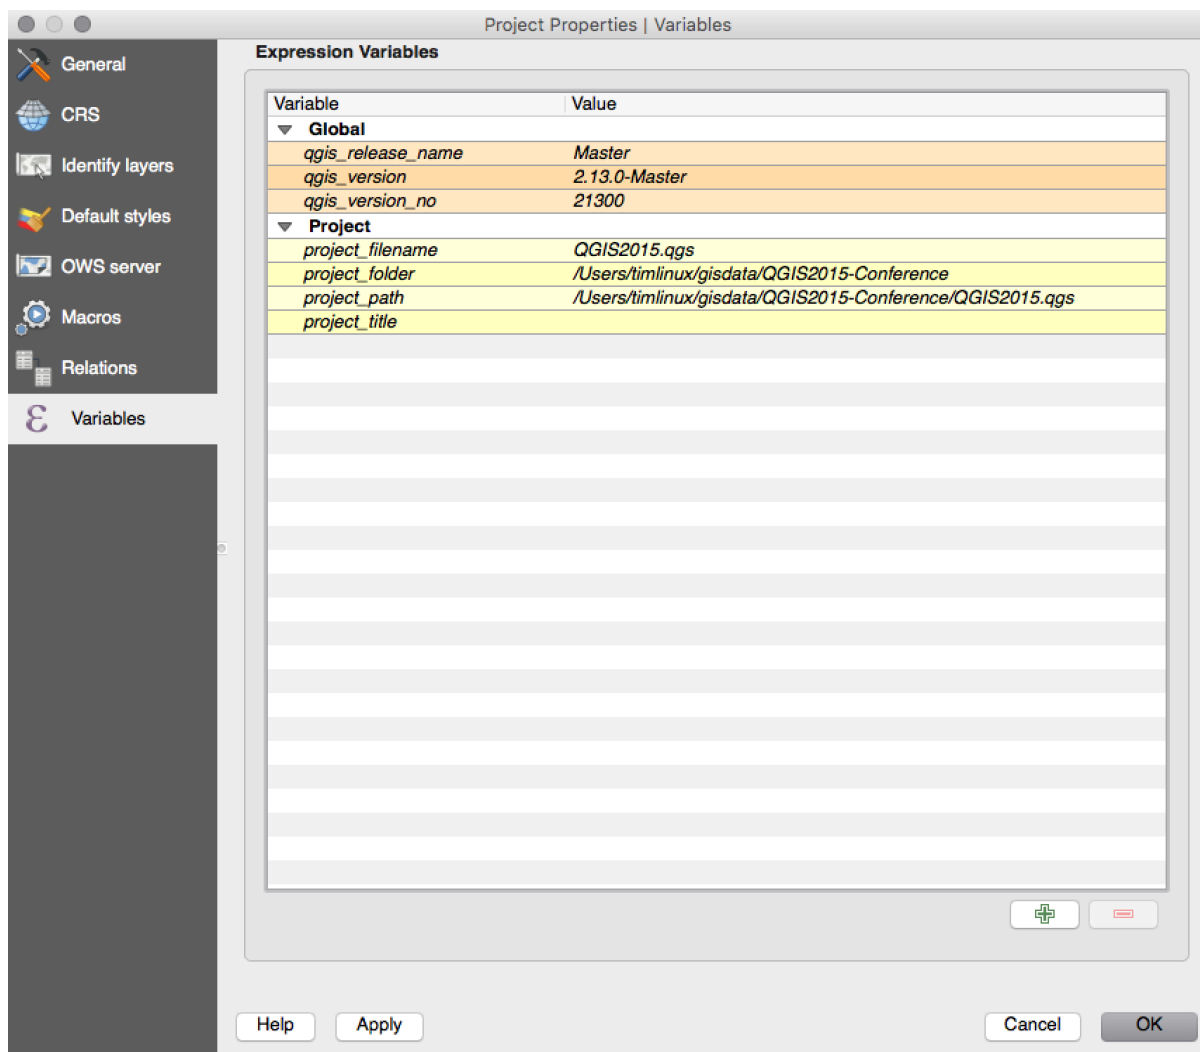 Project Properties | Variables
General
CRS
Identify layers
Default styles
OWS server
Macros
Relations
Variables
Expression Variables
Variable Value
Global
qgis_release_name Master
qgis_version 2.13.0-Master
qgis_version_no 21300
Project
project_filename QGIS2015.qgs
project_folder /Users/timlinux/gisdata/QGIS2015-Conference
project_path /Users/timlinux/gisdata/QGIS2015-Conference/QGIS2015.qgs
project_title
Help Apply Cancel OK